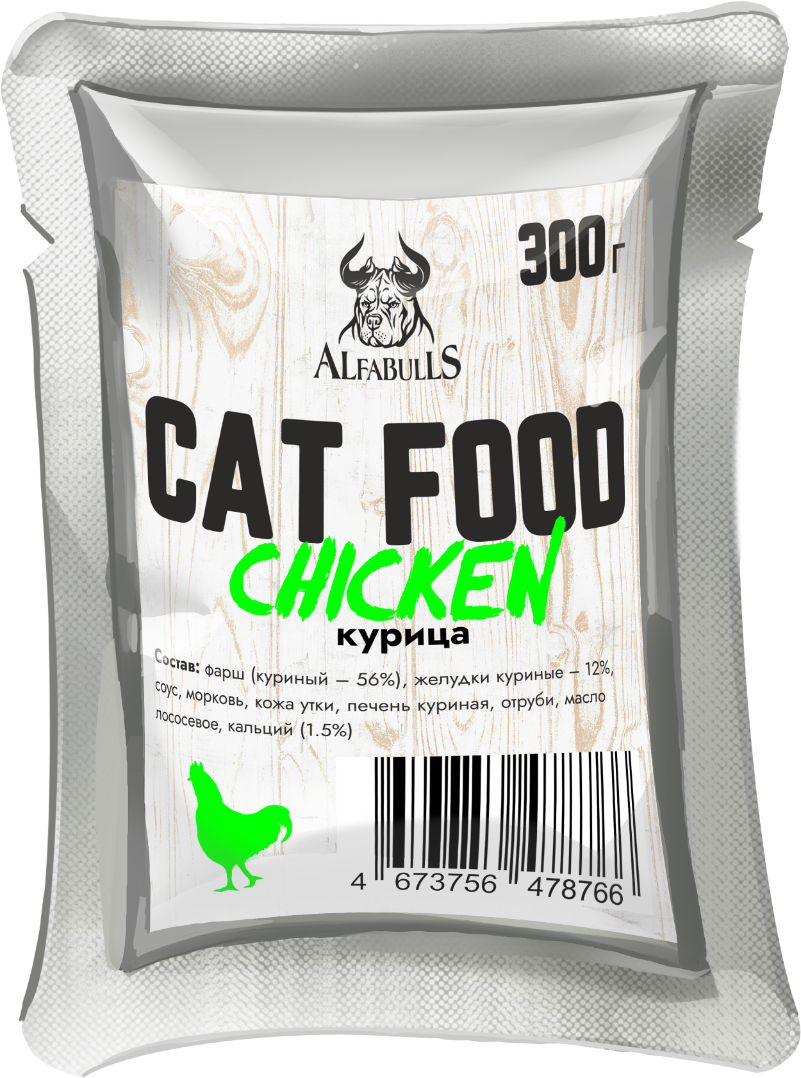 300 г
ALFABULLS
CAT FOOD
CHICKEN
курица
Состав: фарш (куриный – 56%), желудки куриные – 12%,
соус, морковь, кожа утки, печень куриная, отруби, масло
лососевое, кальций (1.5%)
4 673756 478766